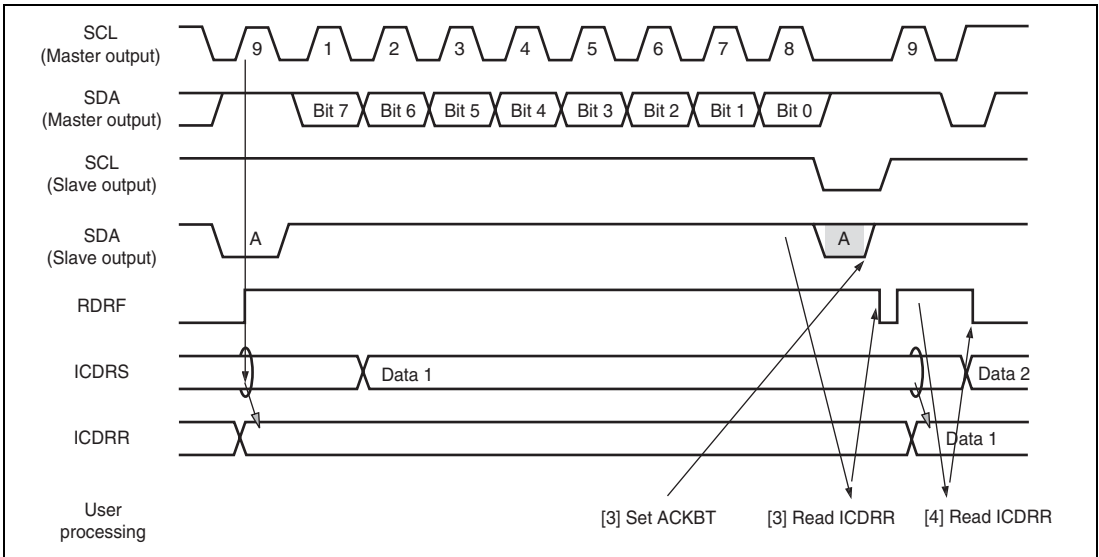 SCL
(Master output)
9 1 2 3 4 5 6 7 8 9
SDA
(Master output)
Bit 7 Bit 6 Bit 5 Bit 4 Bit 3 Bit 2 Bit 1 Bit 0
SCL
(Slave output)
SDA
(Slave output)
A A
RDRF
ICDRS
Data 1 Data 2
ICDRR
Data 1
User
processing
[3] Set ACKBT [3] Read ICDRR [4] Read ICDRR